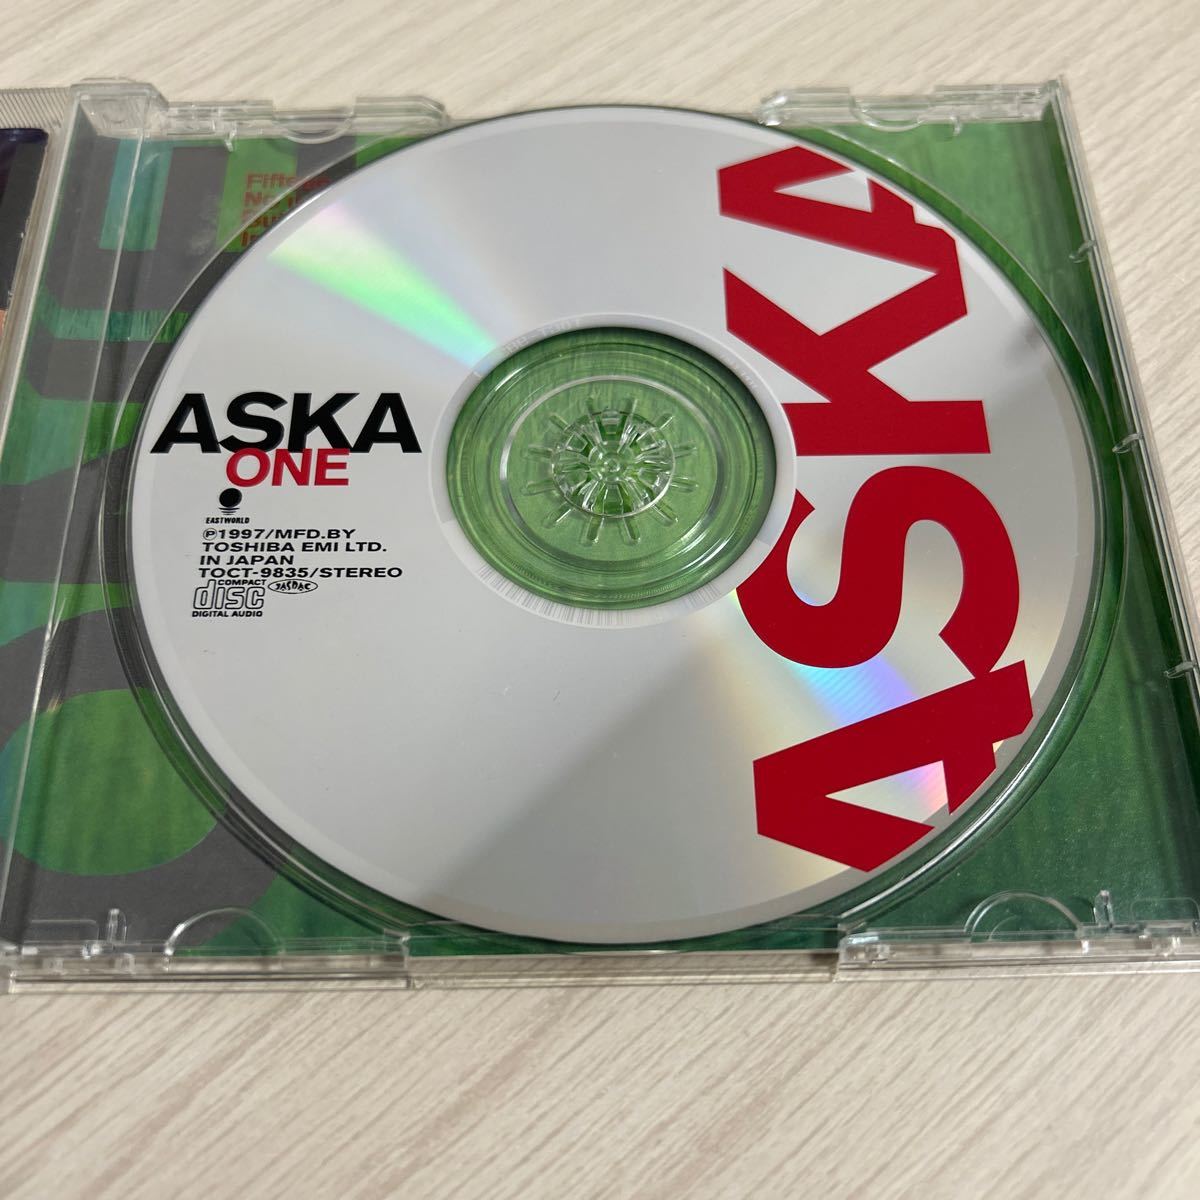 ASKA
ONE
EASTWORLD
℗1997/MFD.BY
TOSHIBA EMI LTD.
IN JAPAN
TOCT-9835/STEREO
COMPACT
disc
DIGITAL AUDIO
JASRAC
ASKA